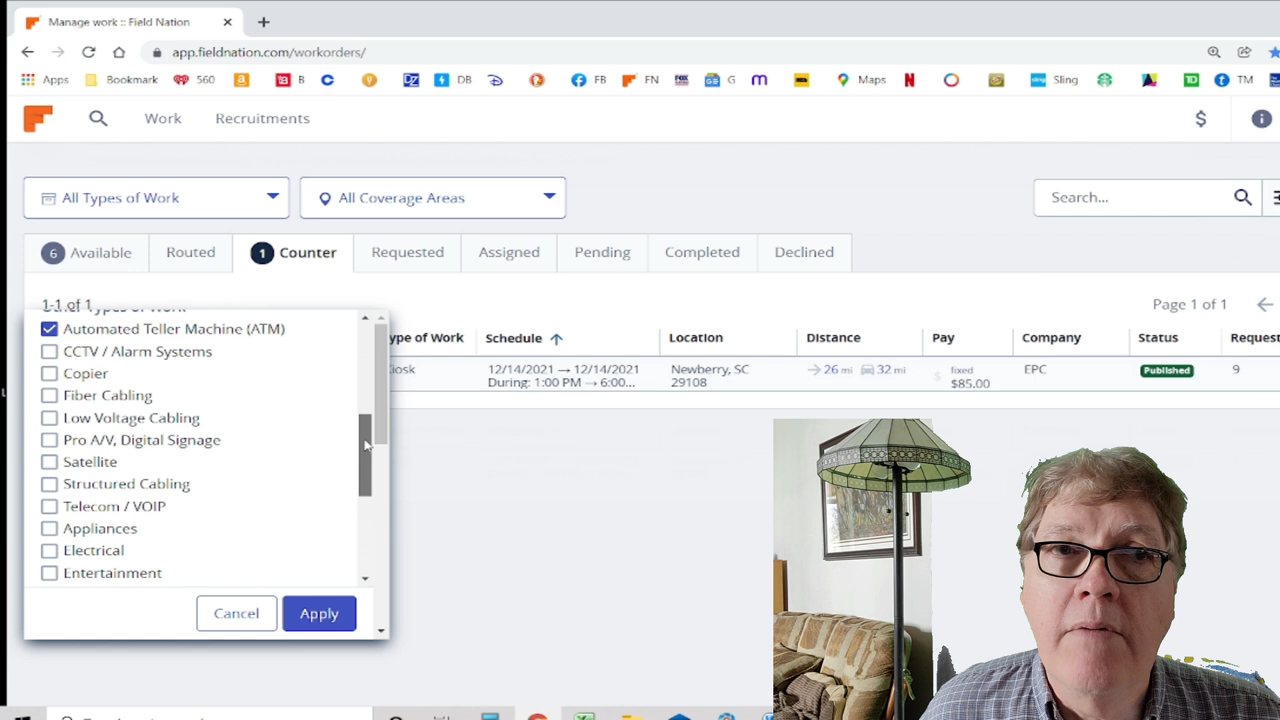 Manage work :: Field Nation
app.fieldnation.com/workorders/
Apps Bookmark 560 B DB FB FN G Maps Sling TM
Work Recruitments $
All Types of Work All Coverage Areas Search...
6 Available Routed 1 Counter Requested Assigned Pending Completed Declined
1-1 of 1 Page 1 of 1
ype of Work Schedule Location Distance Pay Company Status Request
iosk 12/14/2021 → 12/14/2021 Newberry, SC 26 mi 32 mi fixed EPC Published 9
During: 1:00 PM → 6:00... 29108 $ $85.00
Other Types of Work
Automated Teller Machine (ATM)
CCTV / Alarm Systems
Copier
Fiber Cabling
Low Voltage Cabling
Pro A/V, Digital Signage
Satellite
Structured Cabling
Telecom / VOIP
Appliances
Electrical
Entertainment
Cancel Apply